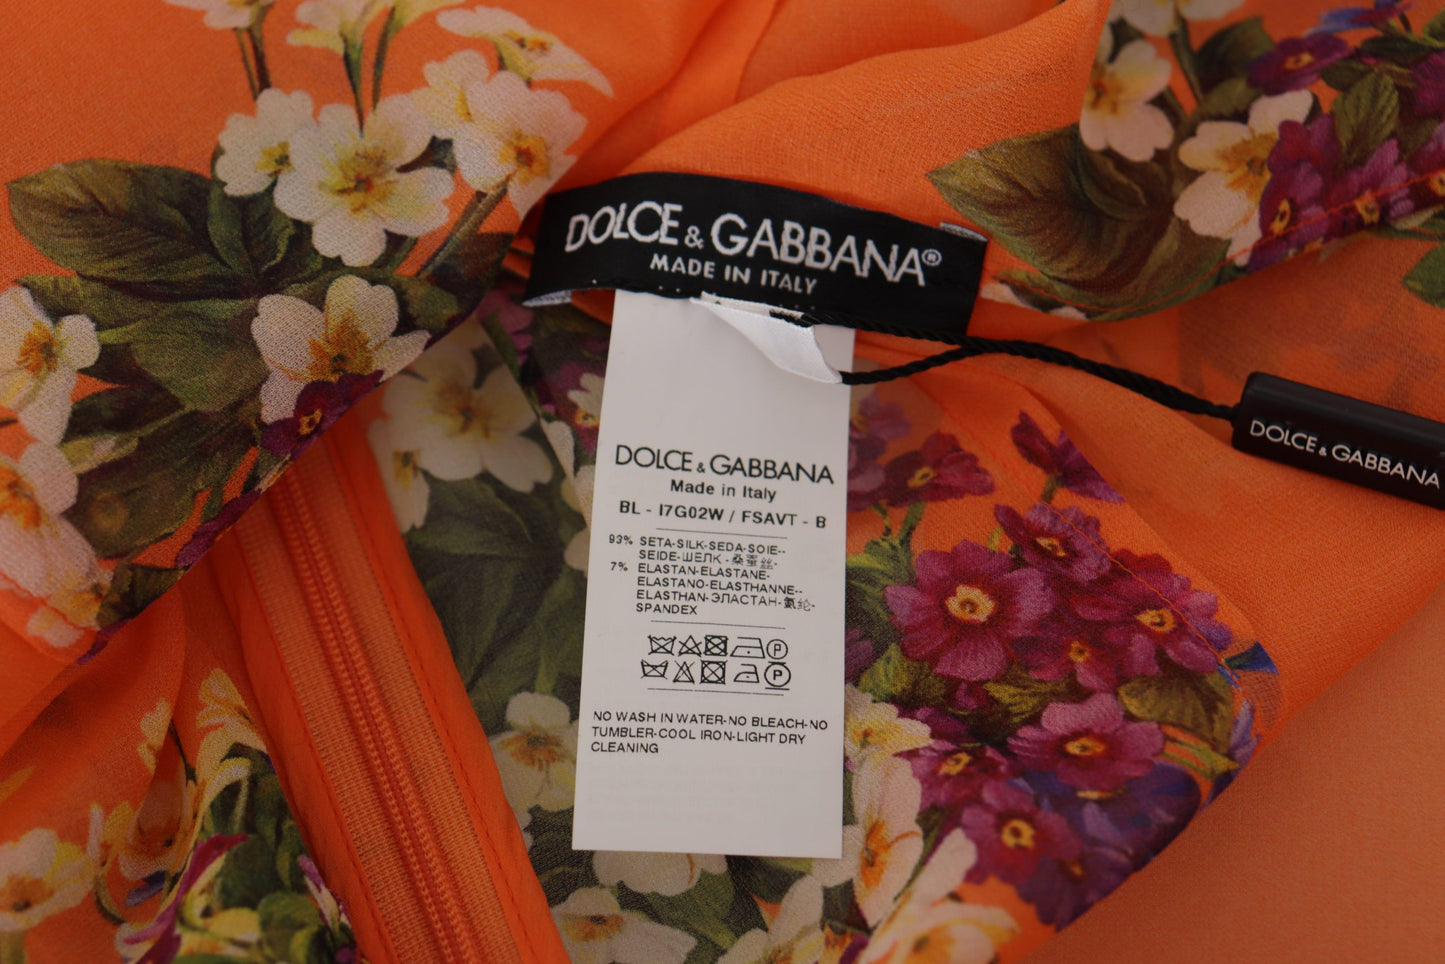 DOLCE & GABBANA®
MADE IN ITALY
DOLCE & GABBANA
DOLCE & GABBANA
Made in Italy
BL - I7G02W / FSAVT - B
93% SETA-SILK-SEDA-SOIE--
SEIDE-ШЕЛК -桑蚕丝-
7% ELASTAN-ELASTANE-
ELASTANO-ELASTHANNE--
ELASTHAN-ЭЛАСТАН-氨纶-
SPANDEX
P
P
NO WASH IN WATER-NO BLEACH-NO
TUMBLER-COOL IRON-LIGHT DRY
CLEANING